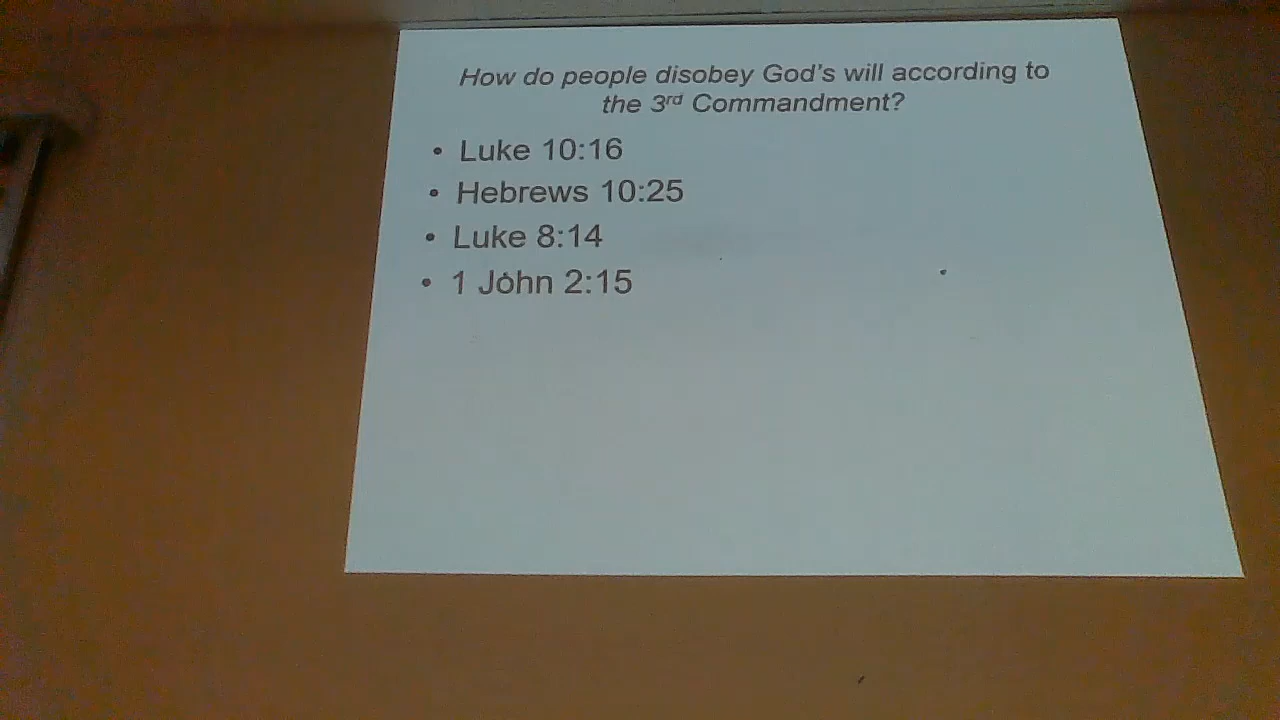 How do people disobey God's will according to
the 3rd Commandment?
• Luke 10:16
• Hebrews 10:25
• Luke 8:14
• 1 John 2:15